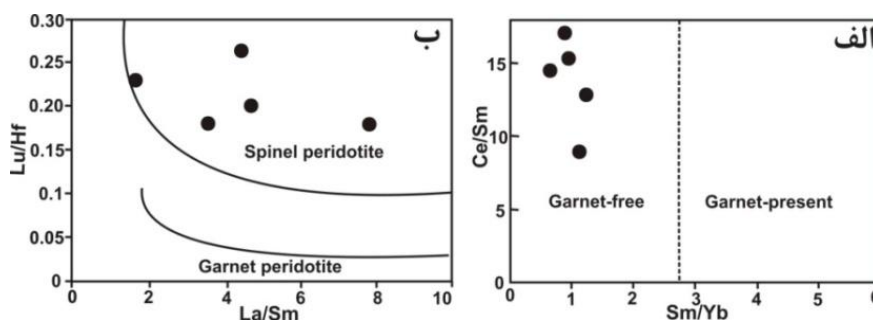 ب
0.30
0.25
0.20
0.15
0.1
0.05
0
Lu/Hf
Spinel peridotite
Garnet peridotite
2
4
6
8
10
0
La/Sm
الف
15
10
5
0
Ce/Sm
Garnet-free
Garnet-present
0
1
2
3
4
5
6
Sm/Yb